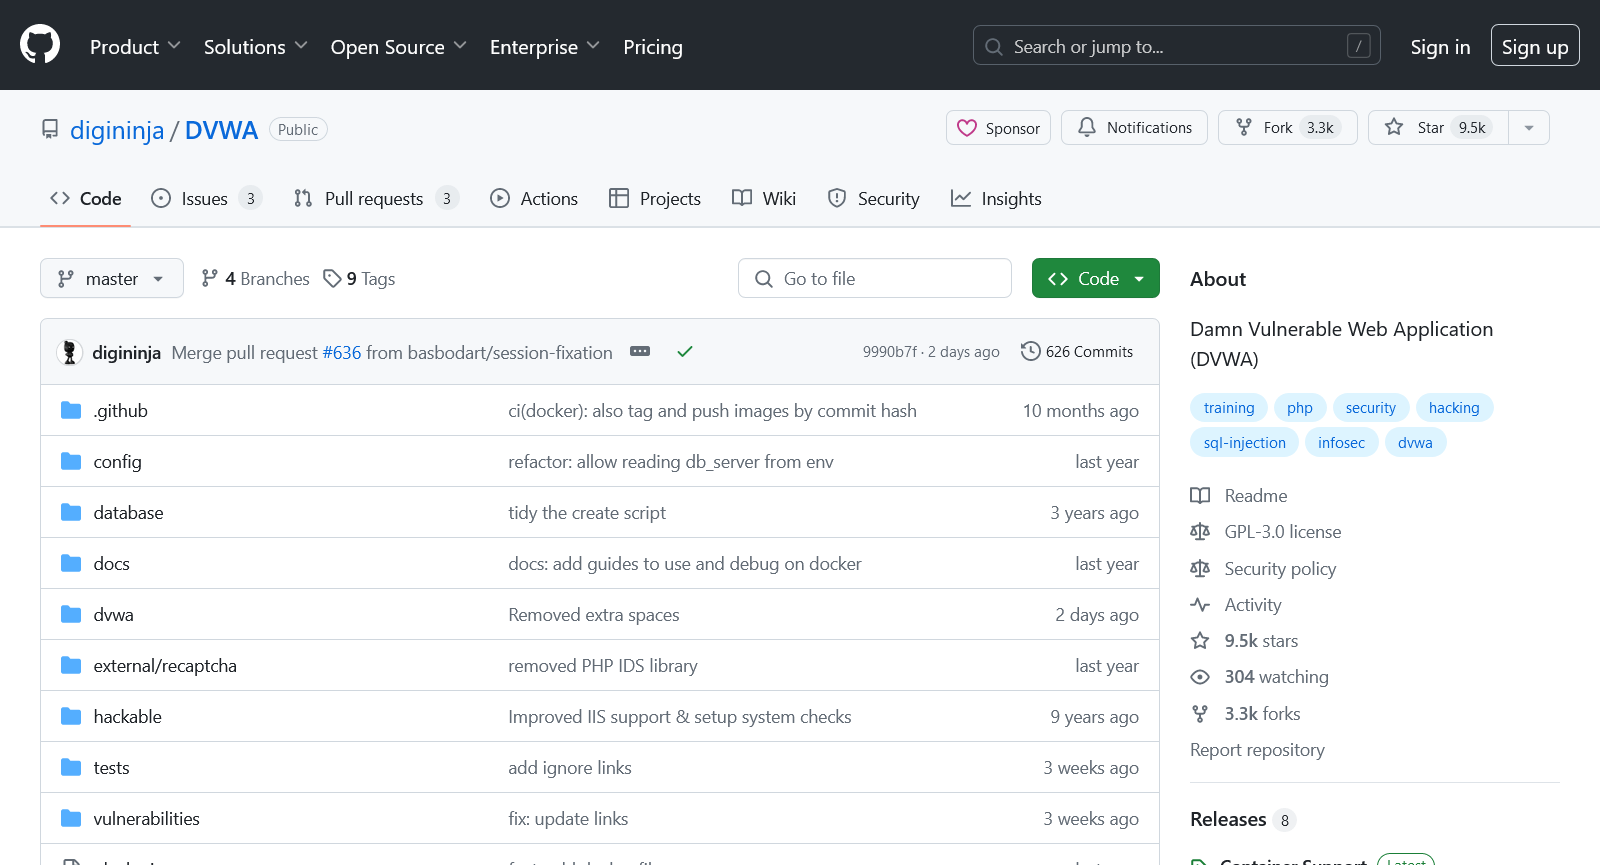 Product Solutions Open Source Enterprise Pricing Search or jump to... / Sign in Sign up
digininja / DVWA Public Sponsor Notifications Fork 3.3k Star 9.5k
Code Issues 3 Pull requests 3 Actions Projects Wiki Security Insights
master 4 Branches 9 Tags Go to file Code
digininja Merge pull request #636 from basbodart/session-fixation 9990b7f · 2 days ago 626 Commits
.github ci(docker): also tag and push images by commit hash 10 months ago
config refactor: allow reading db_server from env last year
database tidy the create script 3 years ago
docs docs: add guides to use and debug on docker last year
dvwa Removed extra spaces 2 days ago
external/recaptcha removed PHP IDS library last year
hackable Improved IIS support & setup system checks 9 years ago
tests add ignore links 3 weeks ago
vulnerabilities fix: update links 3 weeks ago
About
Damn Vulnerable Web Application
(DVWA)
training php security hacking
sql-injection infosec dvwa
Readme
GPL-3.0 license
Security policy
Activity
9.5k stars
304 watching
3.3k forks
Report repository
Releases 8
Container Support Latest